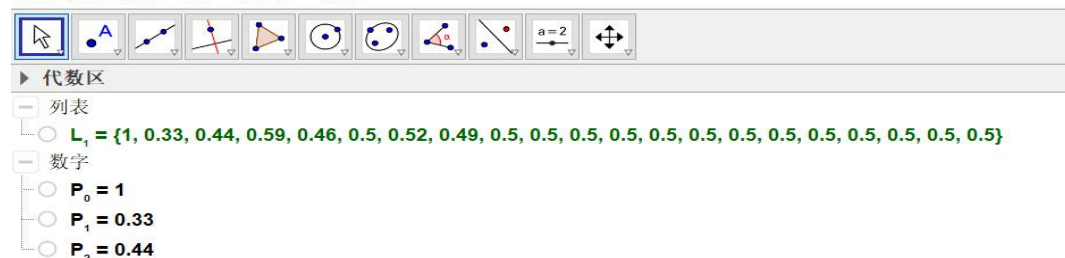 A
α
a = 2
代数区
列表
L₁ = {1, 0.33, 0.44, 0.59, 0.46, 0.5, 0.52, 0.49, 0.5, 0.5, 0.5, 0.5, 0.5, 0.5, 0.5, 0.5, 0.5, 0.5, 0.5, 0.5, 0.5}
数字
P₀ = 1
P₁ = 0.33
P₂ = 0.44